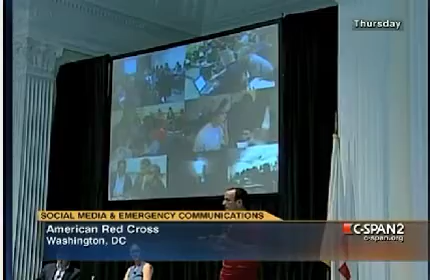 Thursday
SOCIAL MEDIA & EMERGENCY COMMUNICATIONS
American Red Cross
Washington, DC
C-SPAN2
c-span.org